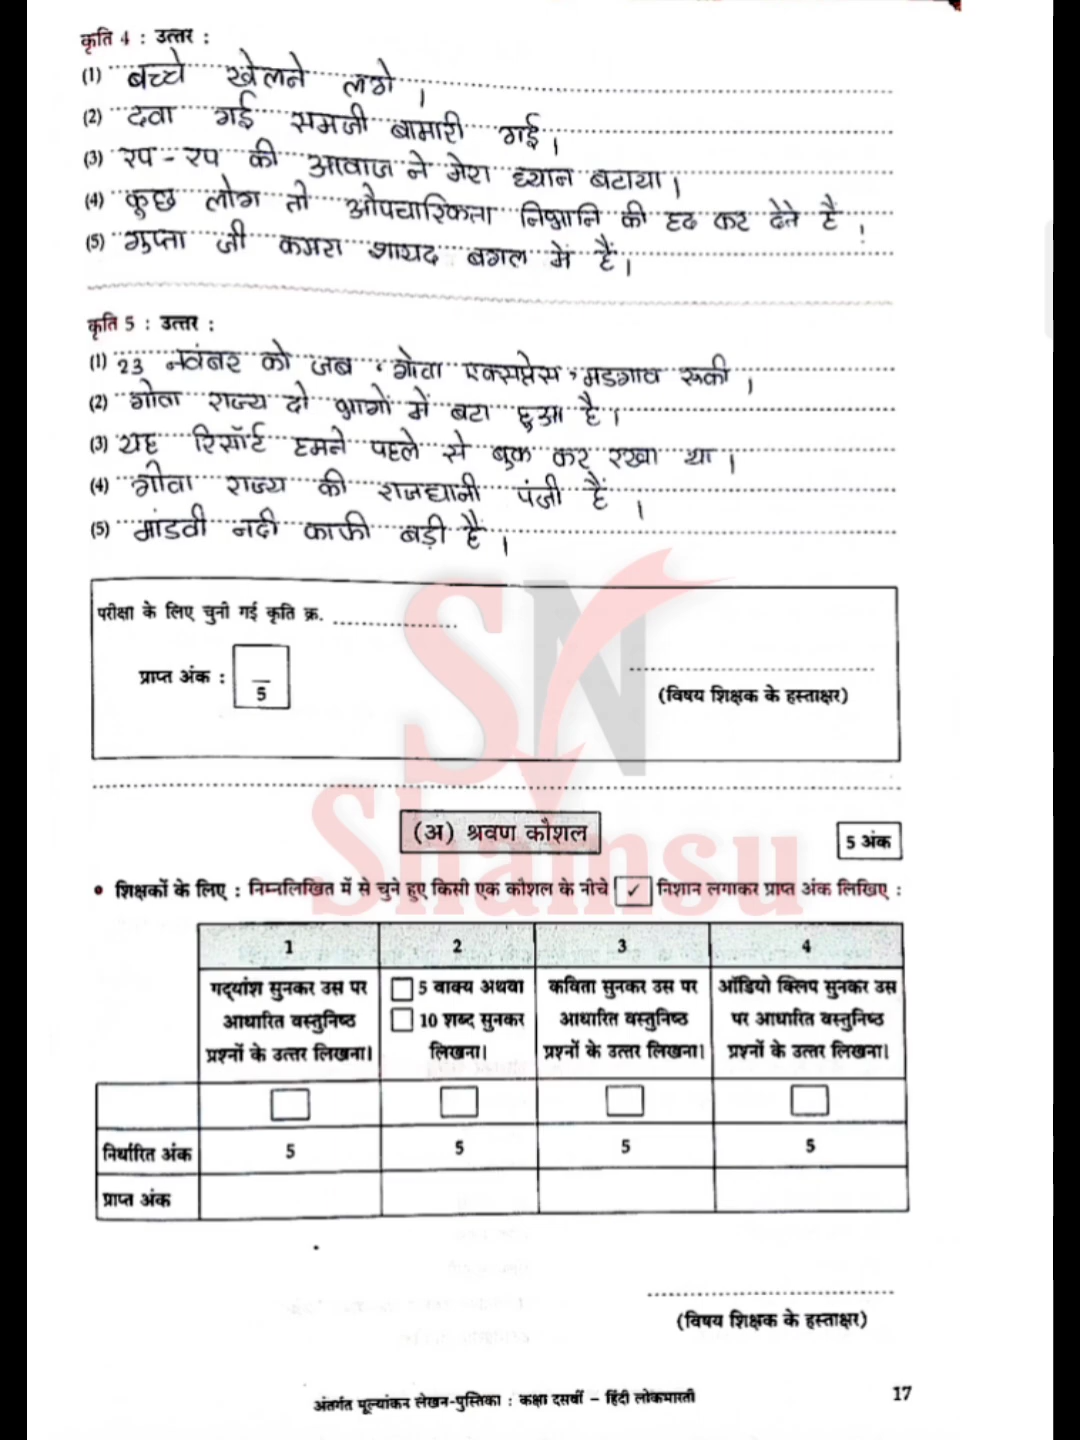 कृति 4 : उत्तर :
(1) बच्चे खेलने लगे ।
(2) दवा गई समजी बामारी गई ।
(3) रप - रप की आवाज ने मेरा ध्यान बटाया ।
(4) कुछ लोग तो औपचारिकता निभानि की हद कर देते है ।
(5) गुप्ता जी कमरा शायद बगल में हैं ।
कृति 5 : उत्तर :
(1) 23 नवंबर को जब ' गोवा एक्सप्रेस ' मडगाव रुकी ।
(2) गोवा राज्य दो भागों में बटा हुआ है ।
(3) यह रिसॉर्ट हमने पहले से बुक कर रखा था ।
(4) गोवा राज्य की राजधानी पंजी हैं ।
(5) मांडवी नदी काफी बड़ी है ।
परीक्षा के लिए चुनी गई कृति क्र. ..................
प्राप्त अंक : 5
(विषय शिक्षक के हस्ताक्षर)
SN
Shamsu
(अ) श्रवण कौशल
5 अंक
• शिक्षकों के लिए : निम्नलिखित में से चुने हुए किसी एक कौशल के नीचे ✓ निशान लगाकर प्राप्त अंक लिखिए :
1 2 3 4
गद्यांश सुनकर उस पर 5 वाक्य अथवा कविता सुनकर उस पर ऑडियो क्लिप सुनकर उस
आधारित वस्तुनिष्ठ 10 शब्द सुनकर आधारित वस्तुनिष्ठ पर आधारित वस्तुनिष्ठ
प्रश्नों के उत्तर लिखना। लिखना। प्रश्नों के उत्तर लिखना। प्रश्नों के उत्तर लिखना।
निर्धारित अंक 5 5 5 5
प्राप्त अंक
(विषय शिक्षक के हस्ताक्षर)
अंतर्गत मूल्यांकन लेखन-पुस्तिका : कक्षा दसवीं – हिंदी लोकभारती 17